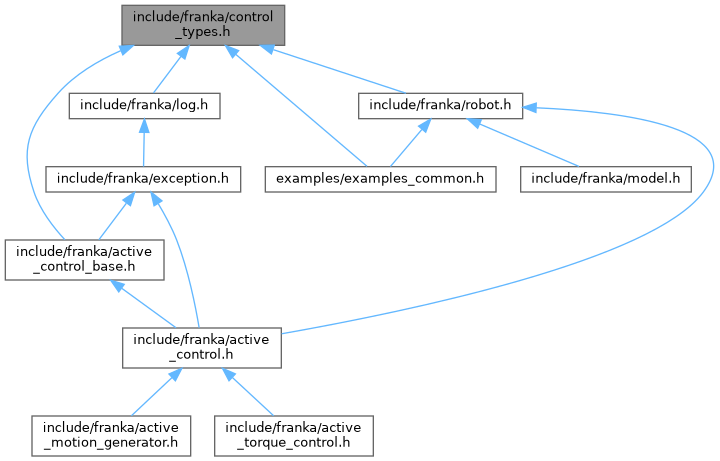 include/franka/control
_types.h
include/franka/log.h
include/franka/robot.h
include/franka/exception.h
examples/examples_common.h
include/franka/model.h
include/franka/active
_control_base.h
include/franka/active
_control.h
include/franka/active
_motion_generator.h
include/franka/active
_torque_control.h